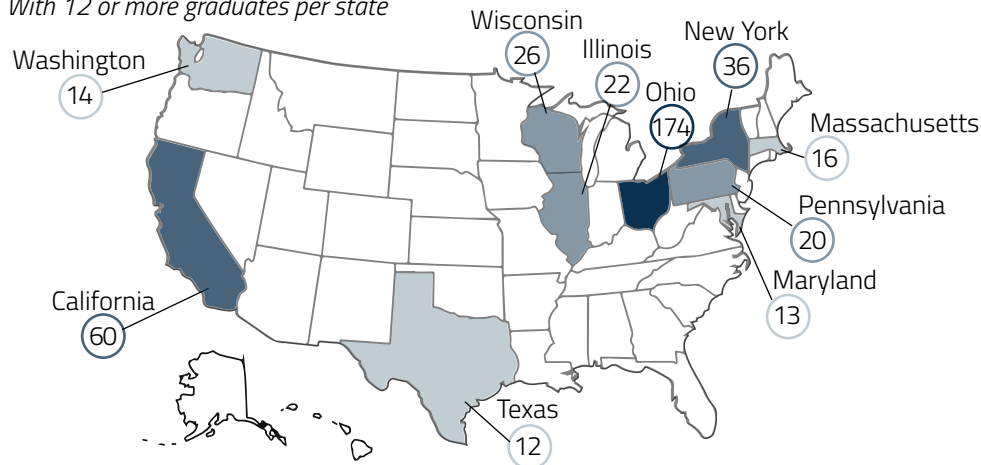 With 12 or more graduates per state
Wisconsin
26
Illinois
22
New York
36
Washington
14
Ohio
174
Massachusetts
16
Pennsylvania
20
Maryland
13
California
60
Texas
12